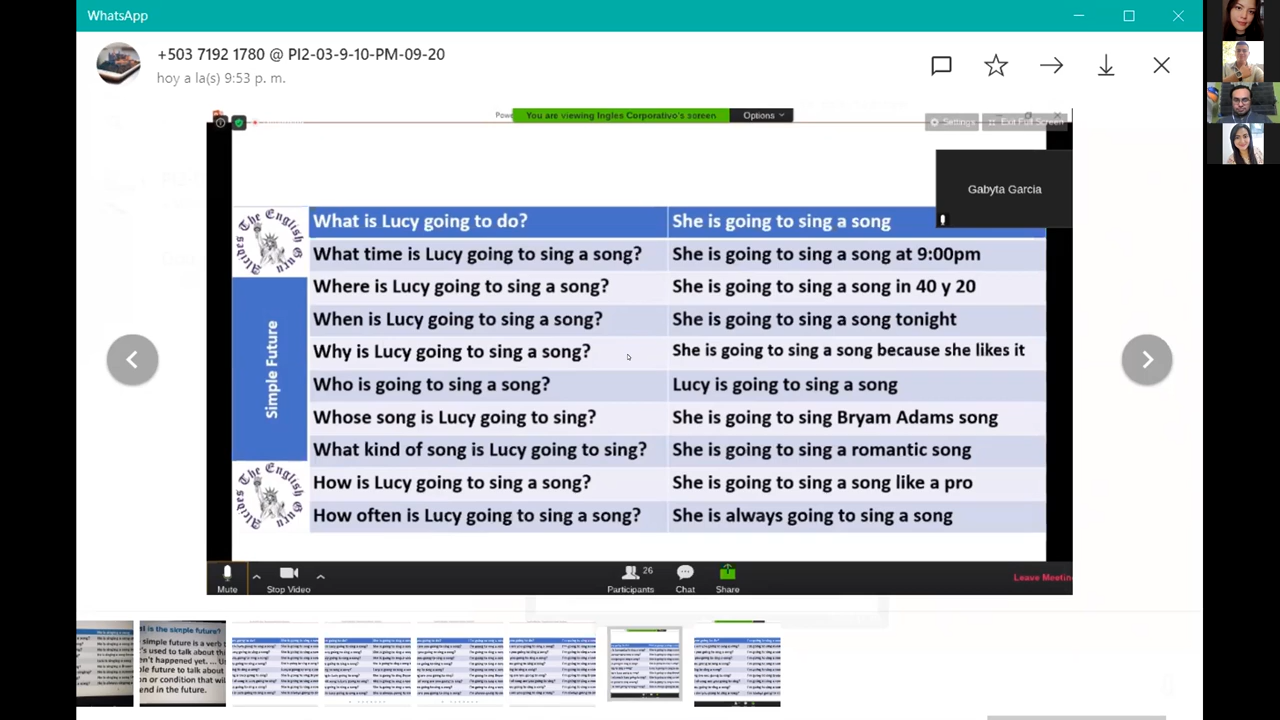 WhatsApp
+503 7192 1780 @ PI2-03-9-10-PM-09-20
hoy a la(s) 9:53 p. m.
You are viewing Ingles Corporativo's screen
Options
Settings
Exit Full Screen
Gabyta Garcia
The English Guru
Alcides
Simple Future
What is Lucy going to do? She is going to sing a song
What time is Lucy going to sing a song? She is going to sing a song at 9:00pm
Where is Lucy going to sing a song? She is going to sing a song in 40 y 20
When is Lucy going to sing a song? She is going to sing a song tonight
Why is Lucy going to sing a song? She is going to sing a song because she likes it
Who is going to sing a song? Lucy is going to sing a song
Whose song is Lucy going to sing? She is going to sing Bryam Adams song
What kind of song is Lucy going to sing? She is going to sing a romantic song
How is Lucy going to sing a song? She is going to sing a song like a pro
How often is Lucy going to sing a song? She is always going to sing a song
The English Guru
Alcides
Mute
Stop Video
26
Participants
Chat
Share
Leave Meetin